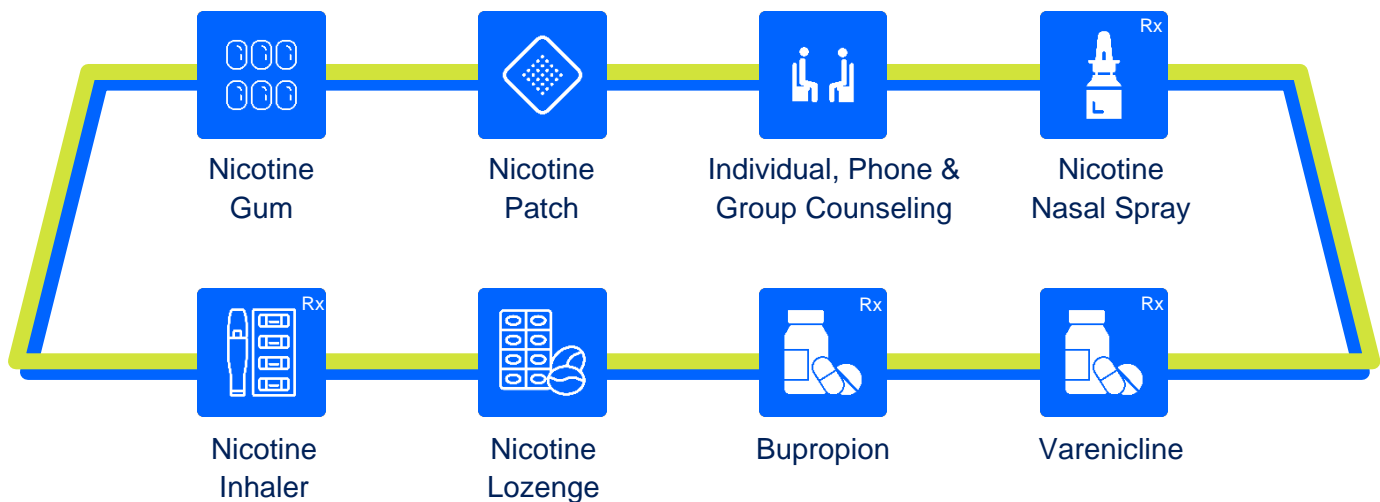 Rx
Nicotine
Gum
Nicotine
Patch
Individual, Phone &
Group Counseling
Nicotine
Nasal Spray
Rx
Rx
Rx
Nicotine
Inhaler
Nicotine
Lozenge
Bupropion
Varenicline